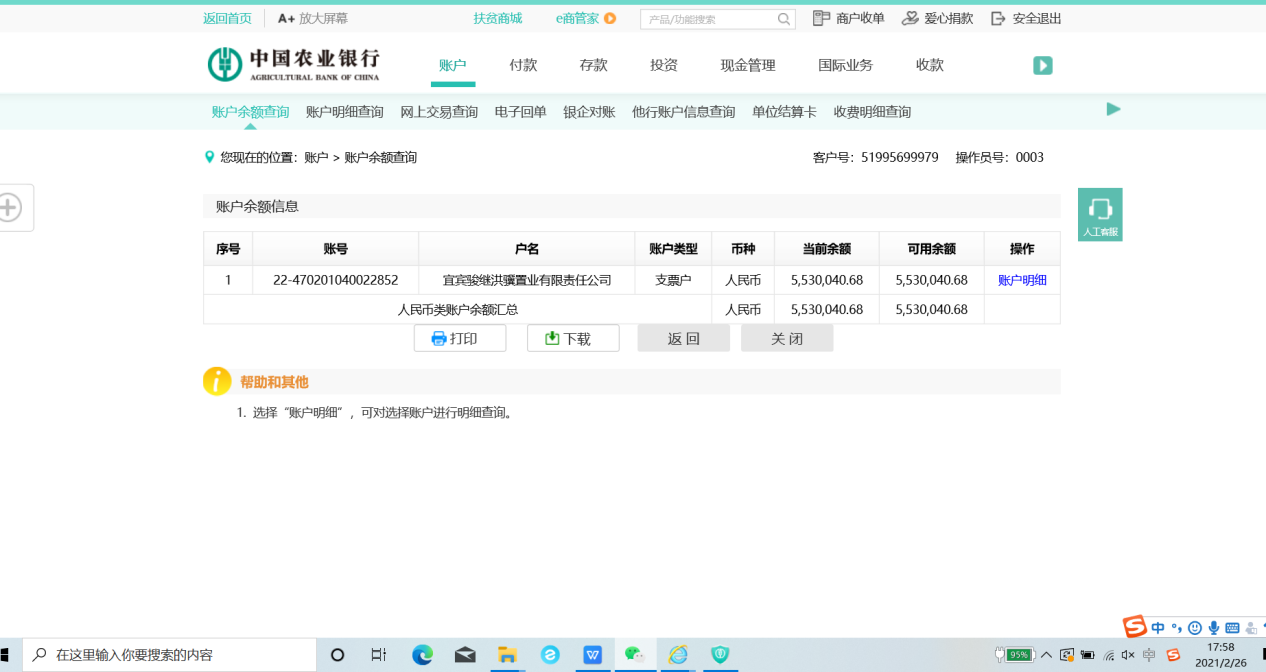 返回首页 A+ 放大屏幕 扶贫商城 e商管家 产品/功能搜索 商户收单 爱心捐款 安全退出
中国农业银行
AGRICULTURAL BANK OF CHINA
账户 付款 存款 投资 现金管理 国际业务 收款
账户余额查询 账户明细查询 网上交易查询 电子回单 银企对账 他行账户信息查询 单位结算卡 收费明细查询
您现在的位置：账户 > 账户余额查询 客户号：51995699979 操作员号：0003
账户余额信息
人工客服
序号 账号 户名 账户类型 币种 当前余额 可用余额 操作
1 22-470201040022852 宜宾骏继洪骥置业有限责任公司 支票户 人民币 5,530,040.68 5,530,040.68 账户明细
人民币类账户余额汇总 人民币 5,530,040.68 5,530,040.68
打印 下载 返回 关闭
帮助和其他
1. 选择“账户明细”，可对选择账户进行明细查询。
中
在这里输入你要搜索的内容 95% 中 17:58
2021/2/26